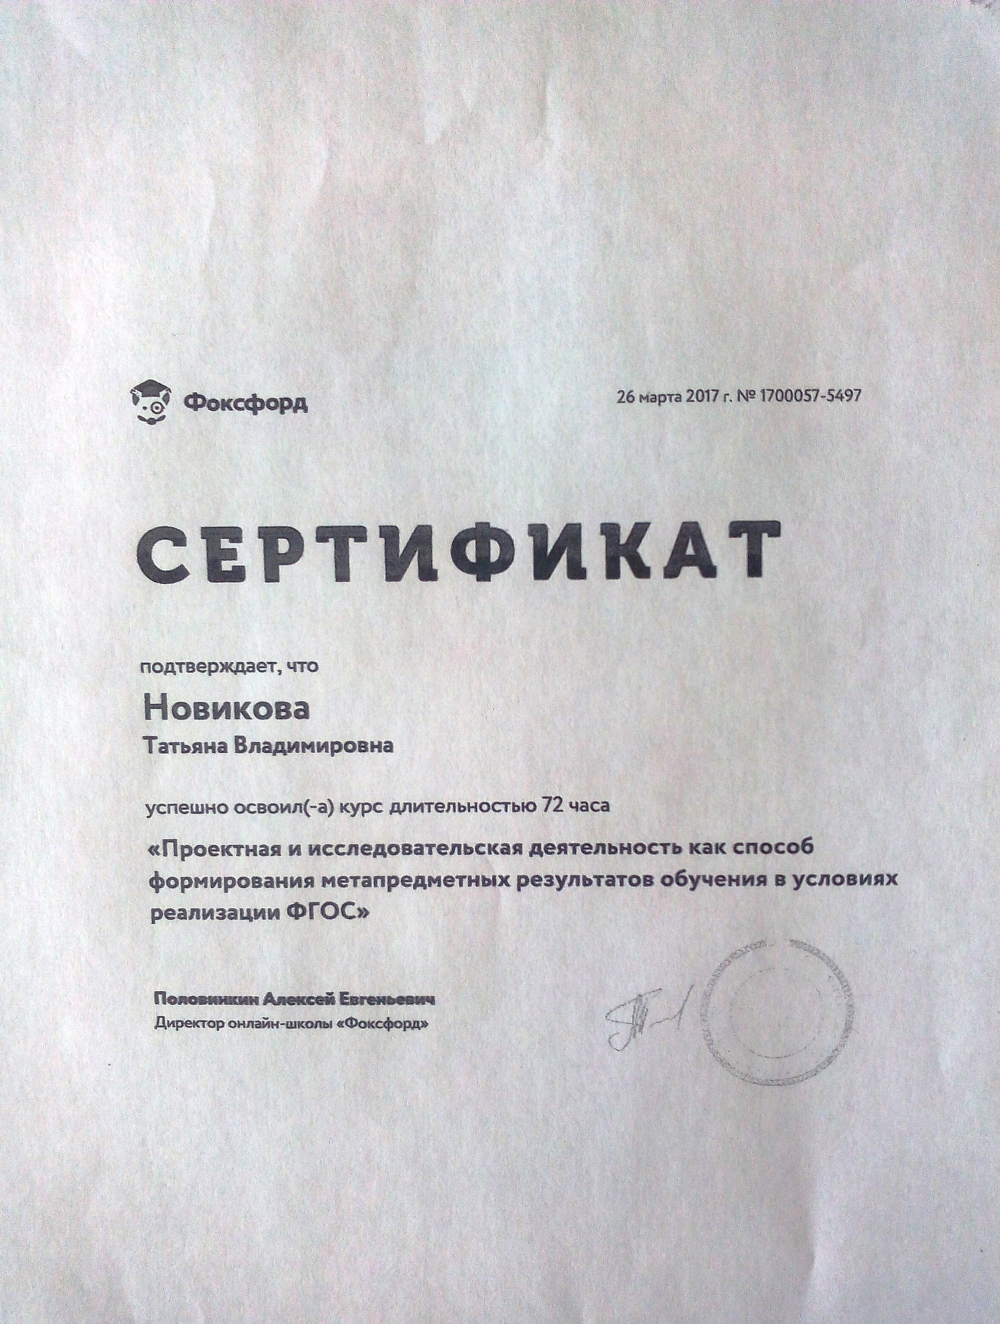 Фоксфорд
26 марта 2017 г. № 1700057-5497
СЕРТИФИКАТ
подтверждает, что
Новикова
Татьяна Владимировна
успешно освоил(-а) курс длительностью 72 часа
«Проектная и исследовательская деятельность как способ
формирования метапредметных результатов обучения в условиях
реализации ФГОС»
Половинкин Алексей Евгеньевич
Директор онлайн-школы «Фоксфорд»